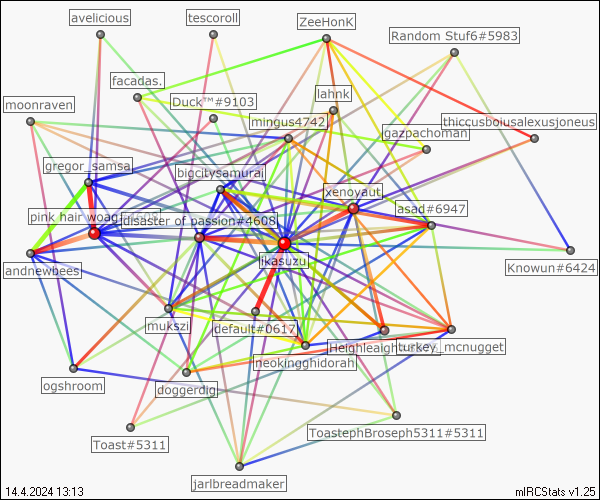 avelicious
tescoroll
ZeeHonK
Random Stuf6#5983
facadas.
lahnk
moonraven
Duck™#9103
mingus4742
thiccusbousalexusjoneus
gazpachoman
gregor_samsa
bigcitysamurai
xenoyaut
pink hair woag
disaster of passion#4608
asad#6947
ikasuzu
andnewbees
Knowun#6424
mukszi
default#0617
Heighleaigh
turkey_mcnugget
neokingghidorah
ogshroom
doggerdig
ToastephBroseph5311#5311
Toast#5311
jarlbreadmaker
14.4.2024 13:13
mIRCStats v1.25